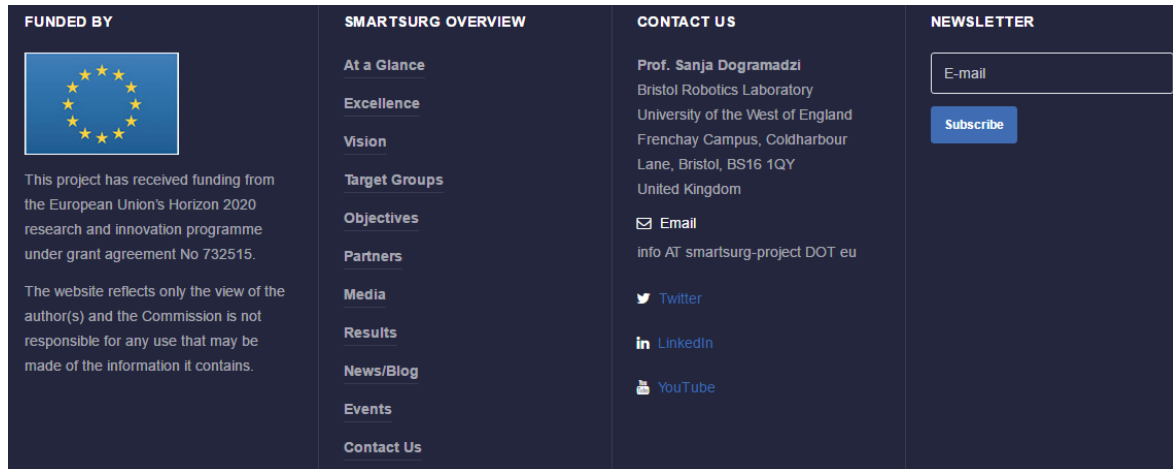 FUNDED BY
This project has received funding from
the European Union's Horizon 2020
research and innovation programme
under grant agreement No 732515.
The website reflects only the view of the
author(s) and the Commission is not
responsible for any use that may be
made of the information it contains.
SMARTSURG OVERVIEW
At a Glance
Excellence
Vision
Target Groups
Objectives
Partners
Media
Results
News/Blog
Events
Contact Us
CONTACT US
Prof. Sanja Dogramadzi
Bristol Robotics Laboratory
University of the West of England
Frenchay Campus, Coldharbour
Lane, Bristol, BS16 1QY
United Kingdom
Email
info AT smartsurg-project DOT eu
Twitter
in LinkedIn
YouTube
NEWSLETTER
E-mail
Subscribe